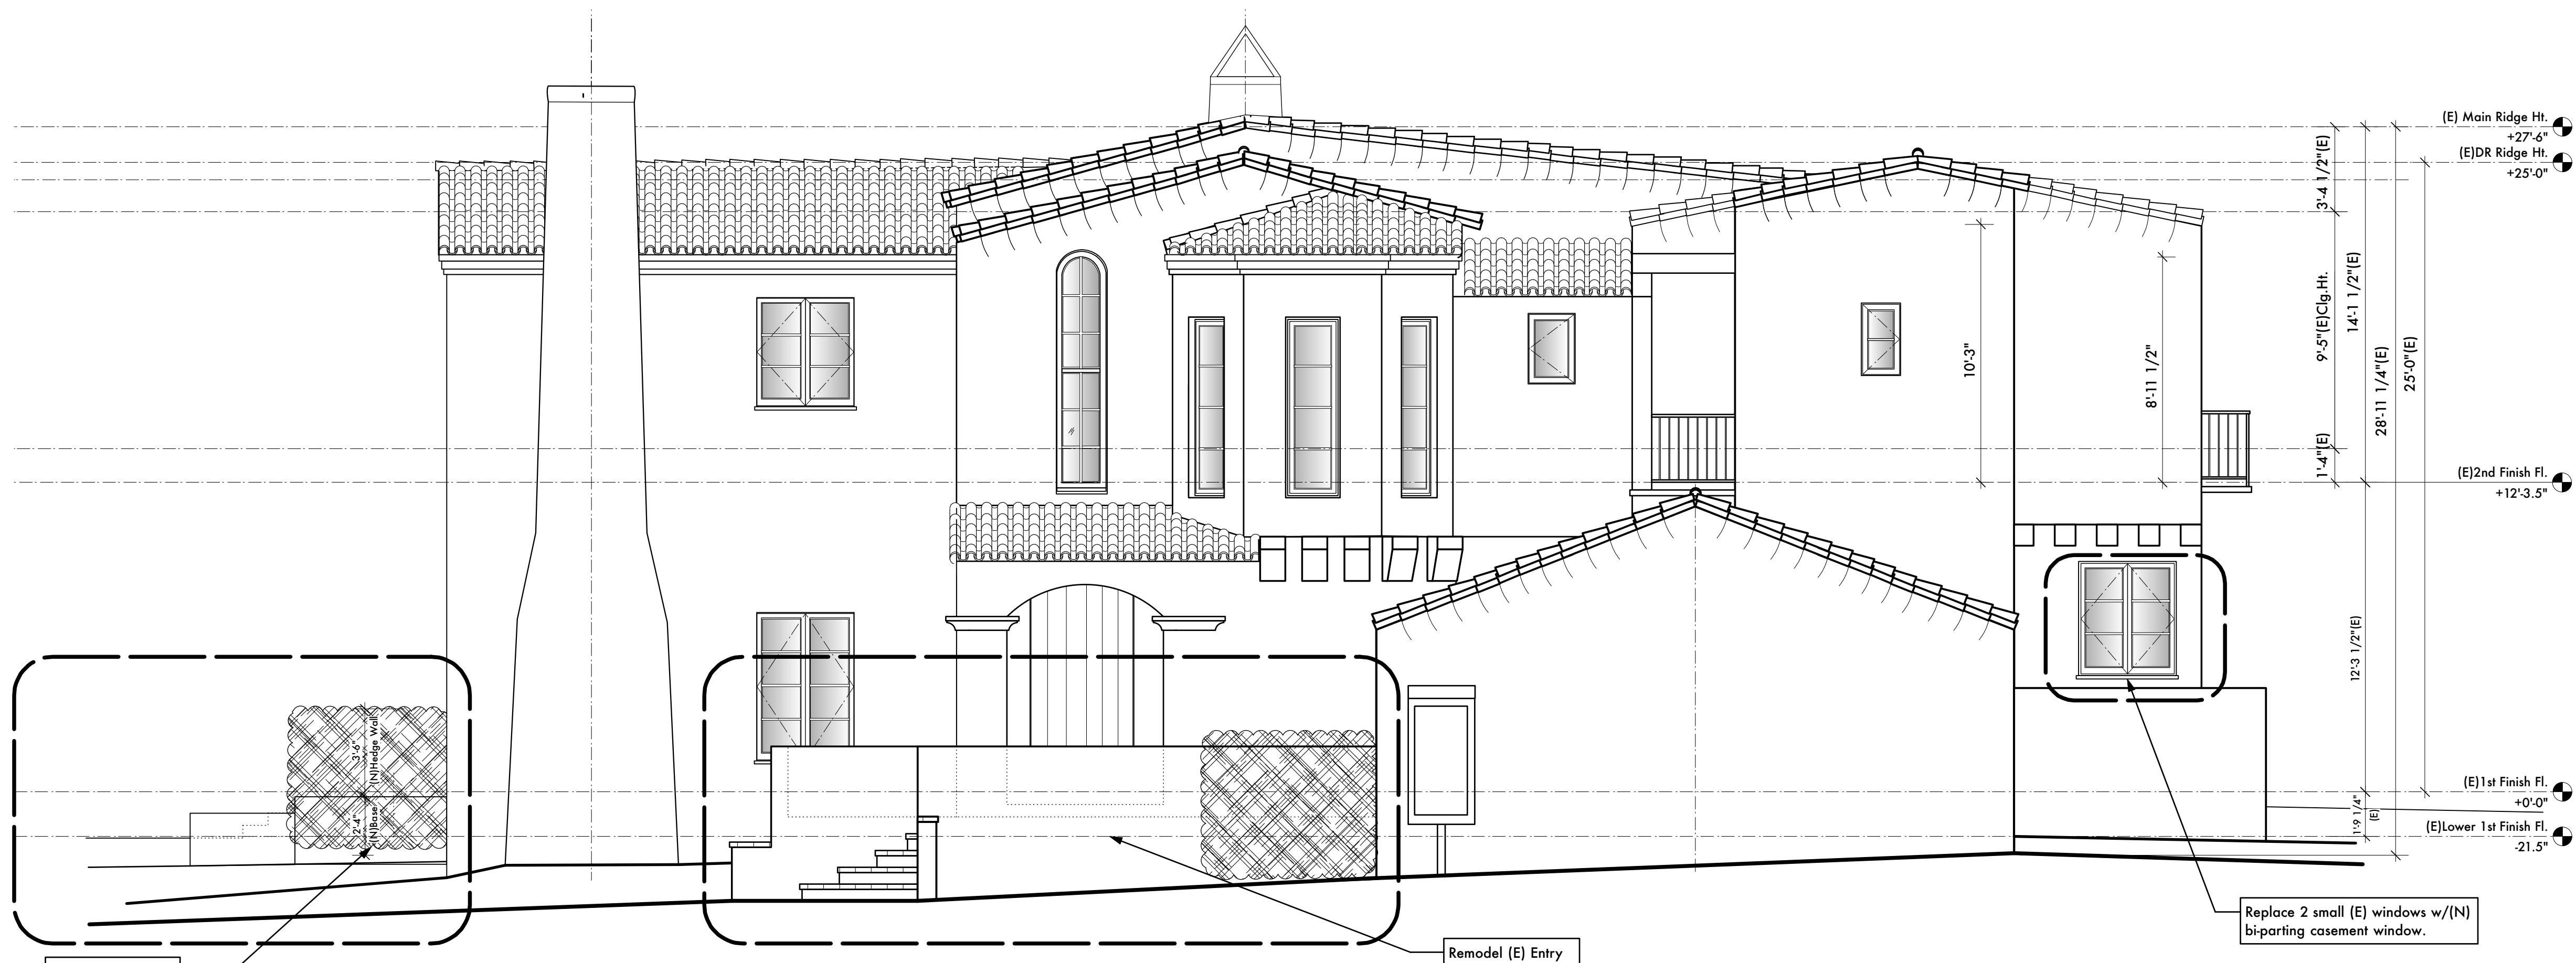 (E) Main Ridge Ht.
+27'-6"
(E)DR Ridge Ht.
+25'-0"
3'-4 1/2"(E)
9'-5"(E)Clg.Ht.
14'-1 1/2"(E)
28'-11 1/4"(E)
25'-0"(E)
10'-3"
8'-11 1/2"
1'-4"(E)
(E)2nd Finish Fl.
+12'-3.5"
12'-3 1/2"(E)
(E)1st Finish Fl.
+0'-0"
1'-9 1/4"
(E)
(E)Lower 1st Finish Fl.
-21.5"
3'-6"
(N)Hedge Wall
2'-4"
(N)Base
Replace 2 small (E) windows w/(N)
bi-parting casement window.
Remodel (E) Entry